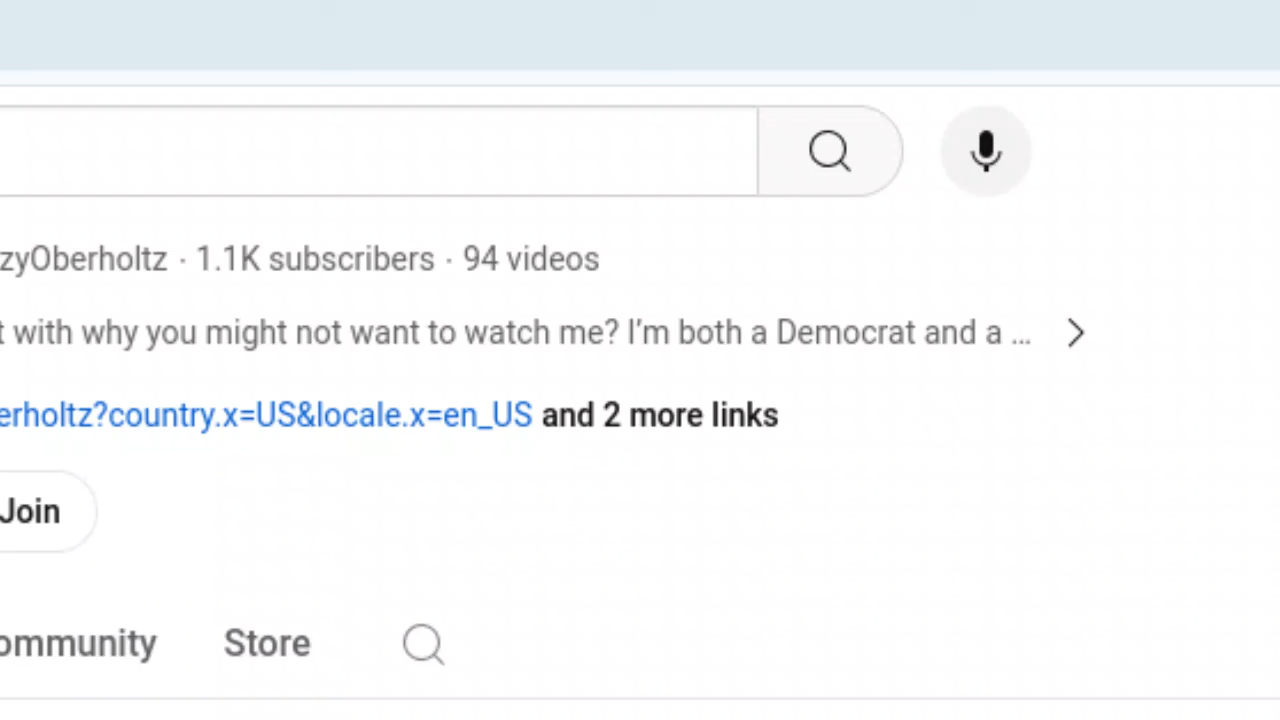 zyOberholtz · 1.1K subscribers · 94 videos
t with why you might not want to watch me? I’m both a Democrat and a ...
erholtz?country.x=US&locale.x=en_US and 2 more links
Join
ommunity Store